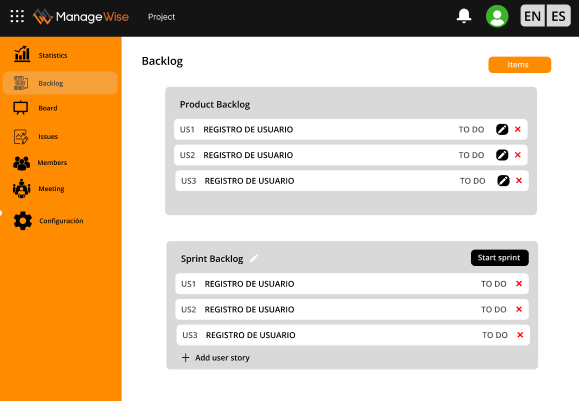 ManageWise
Project
EN ES
Statistics
Backlog
Board
Issues
Members
Meeting
Configuración
Backlog
Items
Product Backlog
US1 REGISTRO DE USUARIO TO DO
US2 REGISTRO DE USUARIO TO DO
US3 REGISTRO DE USUARIO TO DO
Sprint Backlog
Start sprint
US1 REGISTRO DE USUARIO TO DO
US2 REGISTRO DE USUARIO TO DO
US3 REGISTRO DE USUARIO TO DO
Add user story